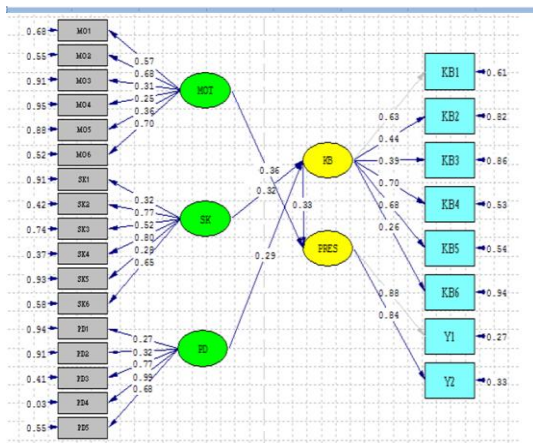 0.68 MO1
0.55 MO2
0.91 MO3
0.95 MO4
0.88 MO5
0.52 MO6
0.91 SK1
0.42 SK2
0.74 SK3
0.37 SK4
0.93 SK5
0.58 SK6
0.94 PD1
0.91 PD2
0.41 PD3
0.03 PD4
0.55 PD5
0.57
0.68
0.31
0.25
0.36
0.70
0.32
0.77
0.52
0.80
0.29
0.65
0.27
0.32
0.77
0.99
0.68
MOT
SK
PD
0.36
0.32
0.33
0.29
KB
PRES
0.63
0.44
0.39
0.70
0.68
0.26
0.88
0.84
KB1 0.61
KB2 0.82
KB3 0.86
KB4 0.53
KB5 0.54
KB6 0.94
Y1 0.27
Y2 0.33